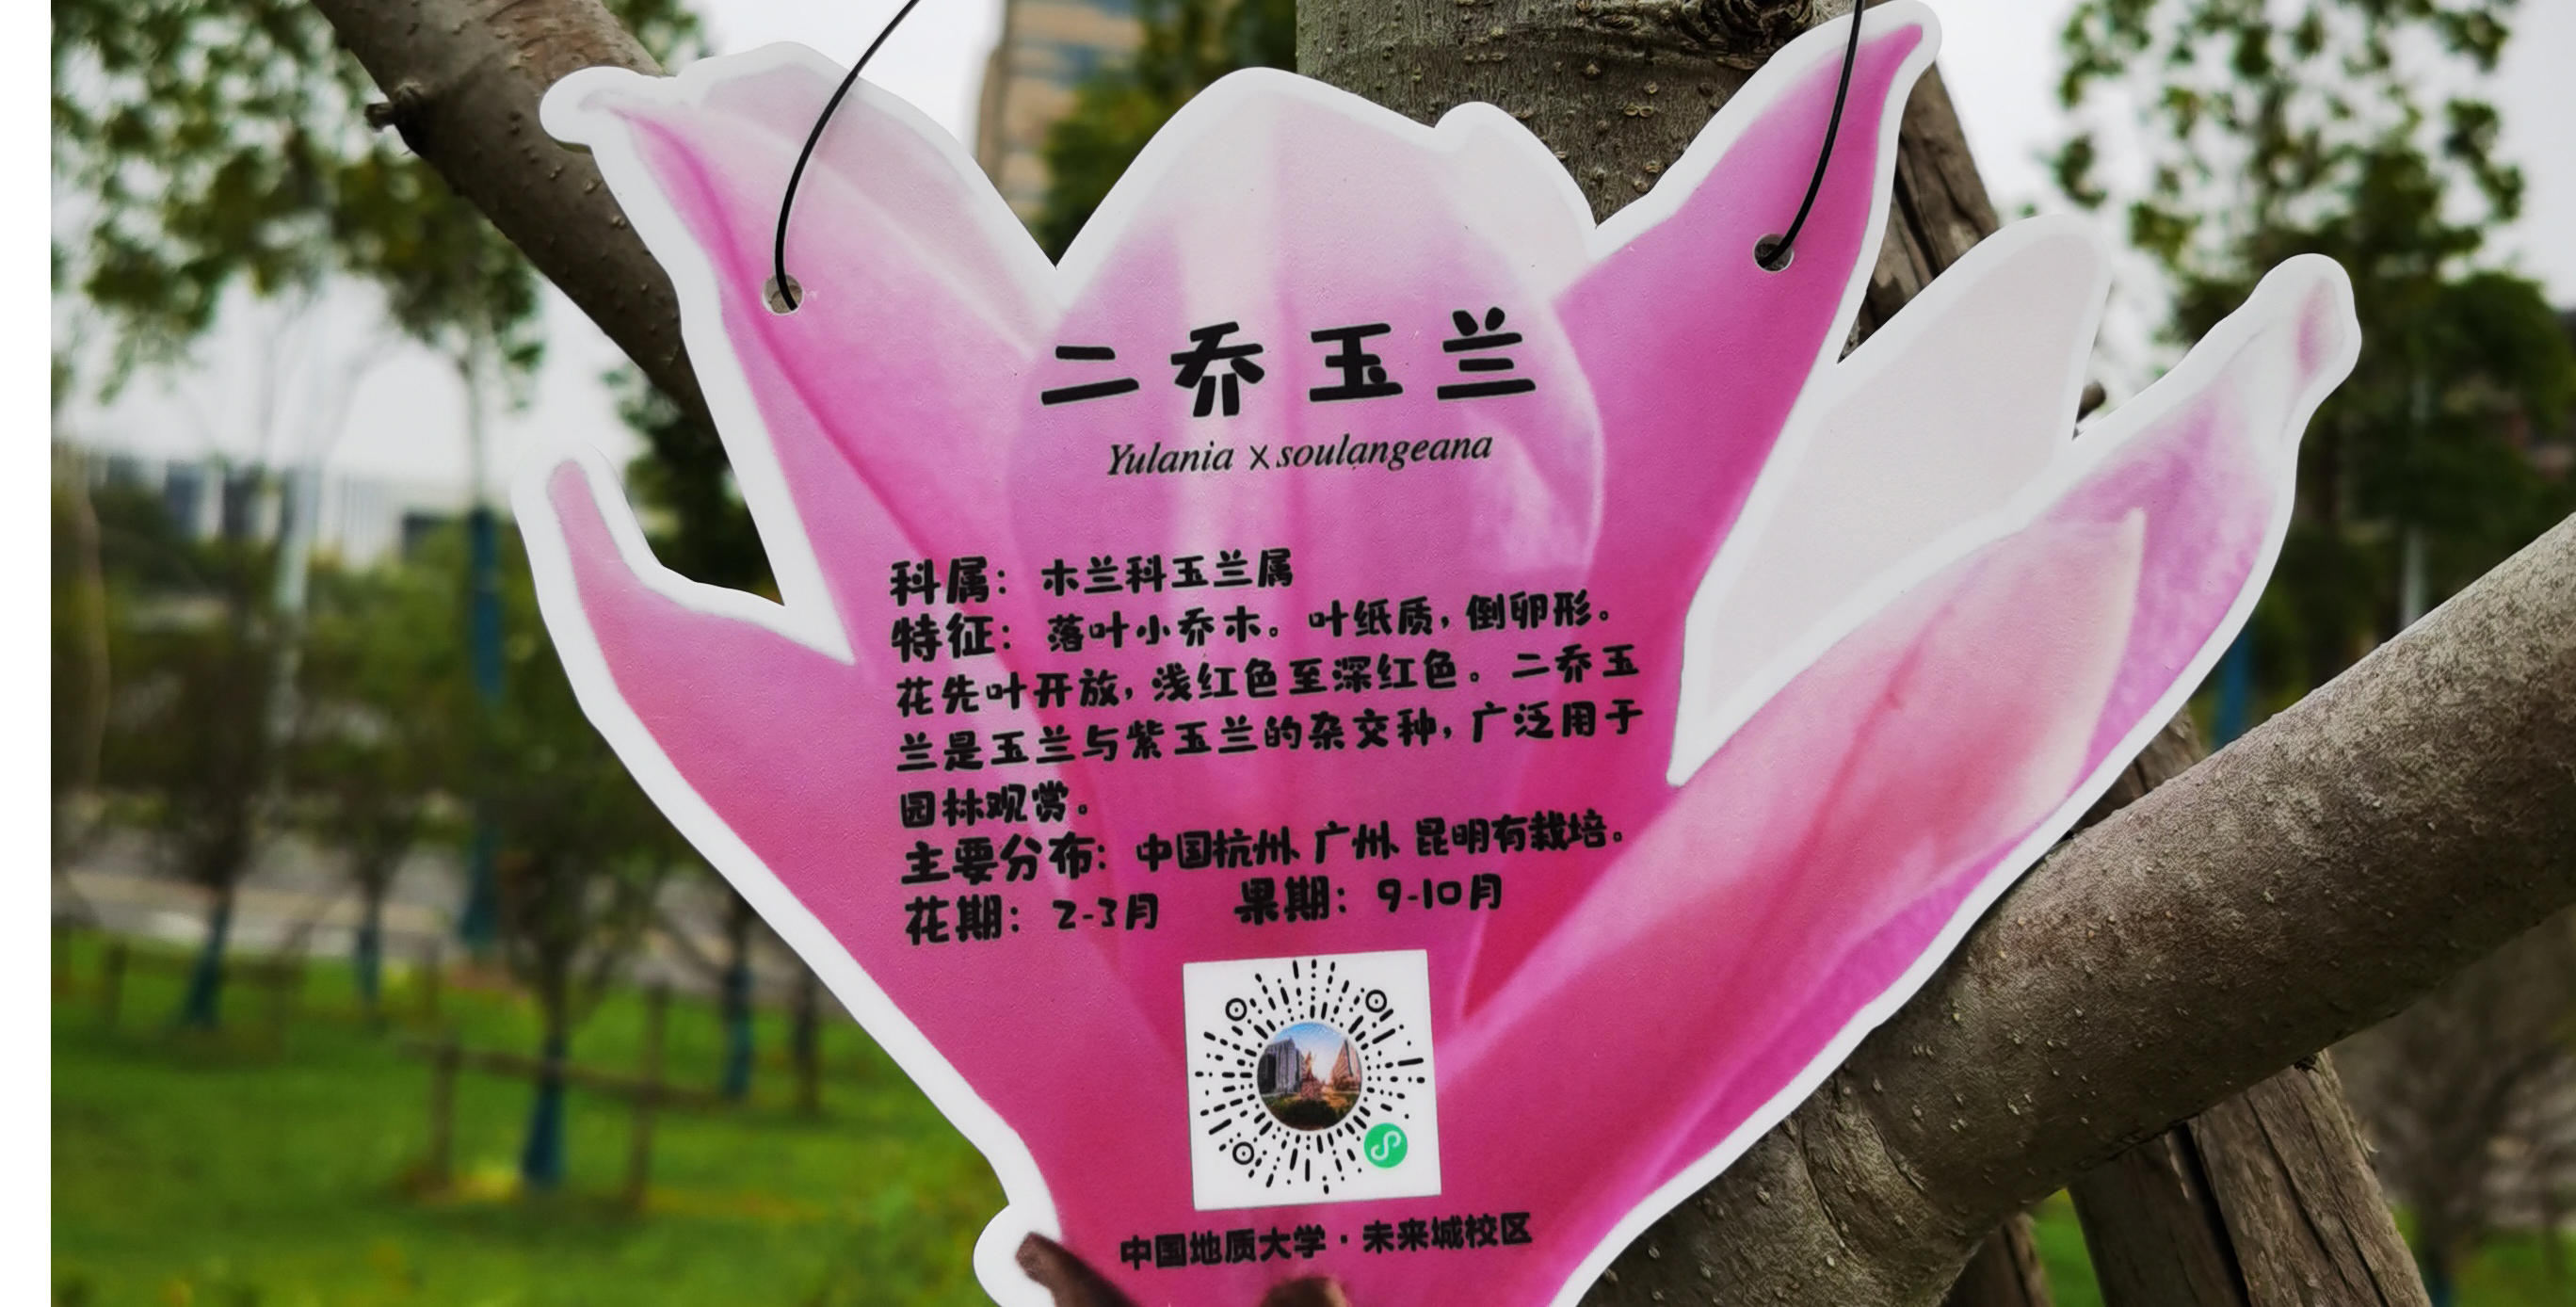 二乔玉兰
Yulania ×soulangeana
科属：木兰科玉兰属
特征：落叶小乔木。叶纸质，倒卵形。
花先叶开放，浅红色至深红色。二乔玉
兰是玉兰与紫玉兰的杂交种，广泛用于
园林观赏。
主要分布：中国杭州、广州、昆明有栽培。
花期：2-3月 果期：9-10月
中国地质大学·未来城校区